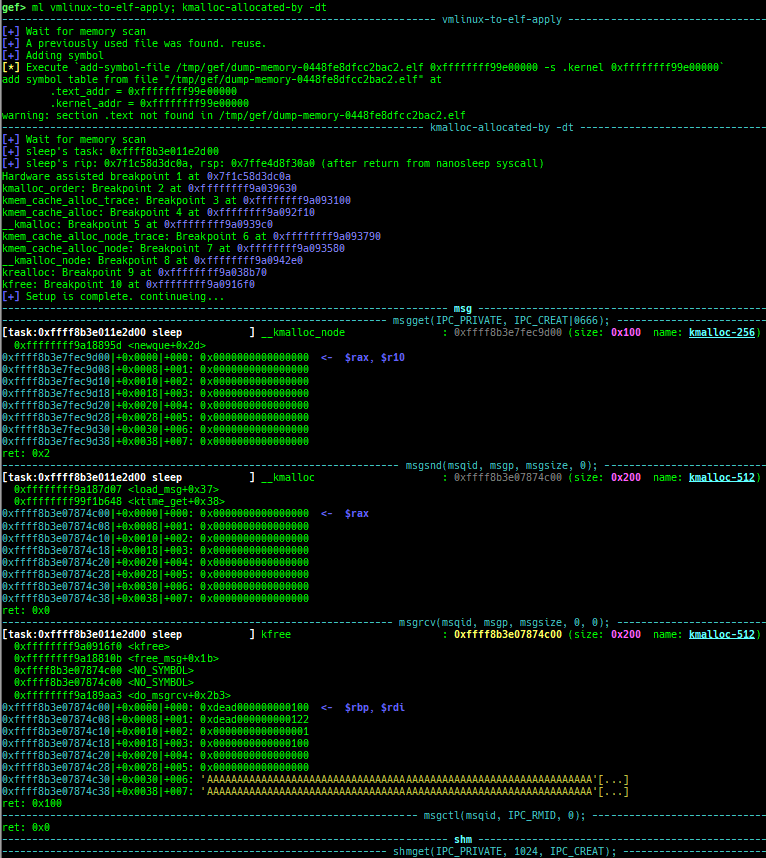 gef> ml vmlinux-to-elf-apply; kmalloc-allocated-by -dt
vmlinux-to-elf-apply
[+] Wait for memory scan
[+] A previously used file was found. reuse.
[+] Adding symbol
[*] Execute `add-symbol-file /tmp/gef/dump-memory-0448fe8dfcc2bac2.elf 0xffffffff99e00000 -s .kernel 0xffffffff99e00000`
add symbol table from file "/tmp/gef/dump-memory-0448fe8dfcc2bac2.elf" at
.text_addr = 0xffffffff99e00000
.kernel_addr = 0xffffffff99e00000
warning: section .text not found in /tmp/gef/dump-memory-0448fe8dfcc2bac2.elf
kmalloc-allocated-by -dt
[+] Wait for memory scan
[+] sleep's task: 0xffff8b3e011e2d00
[+] sleep's rip: 0x7f1c58d3dc0a, rsp: 0x7ffe4d8f30a0 (after return from nanosleep syscall)
Hardware assisted breakpoint 1 at 0x7f1c58d3dc0a
kmalloc_order: Breakpoint 2 at 0xffffffff9a039630
kmem_cache_alloc_trace: Breakpoint 3 at 0xffffffff9a093100
kmem_cache_alloc: Breakpoint 4 at 0xffffffff9a092f10
__kmalloc: Breakpoint 5 at 0xffffffff9a0939c0
kmem_cache_alloc_node_trace: Breakpoint 6 at 0xffffffff9a093790
kmem_cache_alloc_node: Breakpoint 7 at 0xffffffff9a093580
__kmalloc_node: Breakpoint 8 at 0xffffffff9a0942e0
krealloc: Breakpoint 9 at 0xffffffff9a038b70
kfree: Breakpoint 10 at 0xffffffff9a0916f0
[+] Setup is complete. continueing...
msg
msgget(IPC_PRIVATE, IPC_CREAT|0666);
[task:0xffff8b3e011e2d00 sleep ] __kmalloc_node : 0xffff8b3e7fec9d00 (size: 0x100 name: kmalloc-256)
0xffffffff9a18895d <newque+0x2d>
0xffff8b3e7fec9d00|+0x0000|+000: 0x0000000000000000 <- $rax, $r10
0xffff8b3e7fec9d08|+0x0008|+001: 0x0000000000000000
0xffff8b3e7fec9d10|+0x0010|+002: 0x0000000000000000
0xffff8b3e7fec9d18|+0x0018|+003: 0x0000000000000000
0xffff8b3e7fec9d20|+0x0020|+004: 0x0000000000000000
0xffff8b3e7fec9d28|+0x0028|+005: 0x0000000000000000
0xffff8b3e7fec9d30|+0x0030|+006: 0x0000000000000000
0xffff8b3e7fec9d38|+0x0038|+007: 0x0000000000000000
ret: 0x2
msgsnd(msqid, msgp, msgsize, 0);
[task:0xffff8b3e011e2d00 sleep ] __kmalloc : 0xffff8b3e07874c00 (size: 0x200 name: kmalloc-512)
0xffffffff9a187d07 <load_msg+0x37>
0xffffffff99f1b648 <ktime_get+0x38>
0xffff8b3e07874c00|+0x0000|+000: 0x0000000000000000 <- $rax
0xffff8b3e07874c08|+0x0008|+001: 0x0000000000000000
0xffff8b3e07874c10|+0x0010|+002: 0x0000000000000000
0xffff8b3e07874c18|+0x0018|+003: 0x0000000000000000
0xffff8b3e07874c20|+0x0020|+004: 0x0000000000000000
0xffff8b3e07874c28|+0x0028|+005: 0x0000000000000000
0xffff8b3e07874c30|+0x0030|+006: 0x0000000000000000
0xffff8b3e07874c38|+0x0038|+007: 0x0000000000000000
ret: 0x0
msgrcv(msqid, msgp, msgsize, 0, 0);
[task:0xffff8b3e011e2d00 sleep ] kfree : 0xffff8b3e07874c00 (size: 0x200 name: kmalloc-512)
0xffffffff9a0916f0 <kfree>
0xffffffff9a18810b <free_msg+0x1b>
0xffff8b3e07874c00 <NO_SYMBOL>
0xffff8b3e07874c00 <NO_SYMBOL>
0xffffffff9a189aa3 <do_msgrcv+0x2b3>
0xffff8b3e07874c00|+0x0000|+000: 0xdead000000000100 <- $rbp, $rdi
0xffff8b3e07874c08|+0x0008|+001: 0xdead000000000122
0xffff8b3e07874c10|+0x0010|+002: 0x0000000000000001
0xffff8b3e07874c18|+0x0018|+003: 0x0000000000000100
0xffff8b3e07874c20|+0x0020|+004: 0x0000000000000000
0xffff8b3e07874c28|+0x0028|+005: 0x0000000000000000
0xffff8b3e07874c30|+0x0030|+006: 'AAAAAAAAAAAAAAAAAAAAAAAAAAAAAAAAAAAAAAAAAAAAAAAAAAAAAAAAAAAAAAAA'[...]
0xffff8b3e07874c38|+0x0038|+007: 'AAAAAAAAAAAAAAAAAAAAAAAAAAAAAAAAAAAAAAAAAAAAAAAAAAAAAAAAAAAAAAAA'[...]
ret: 0x100
msgctl(msqid, IPC_RMID, 0);
ret: 0x0
shm
shmget(IPC_PRIVATE, 1024, IPC_CREAT);